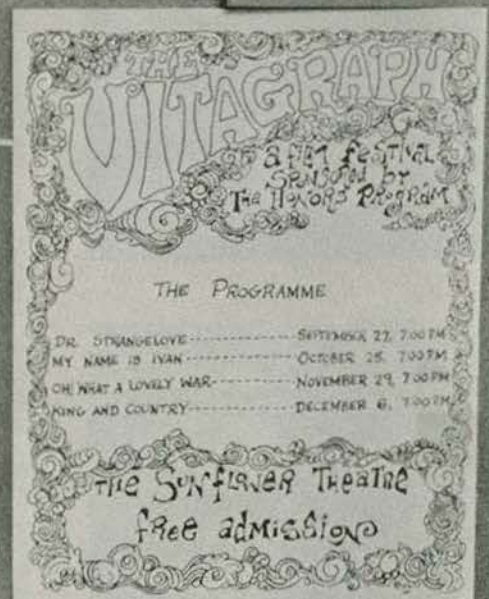 THE
VITAGRAPH
a film festival
SPONSORED by
The HONORS PROGRAM
THE PROGRAMME
DR. STRANGELOVE----------SEPTEMBER 27, 7:00 PM
MY NAME IS IVAN----------OCTOBER 25, 7:00 PM
OH, WHAT A LOVELY WAR----------NOVEMBER 29, 7:00 PM
KING AND COUNTRY----------DECEMBER 6, 7:00 PM
THE SUNFLOWER THEATRE
free admission